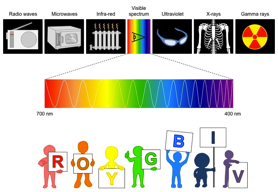 Radio waves Microwaves Infra-red Visible spectrum Ultraviolet X-rays Gamma rays
700 nm 400 nm
R O Y G B I V